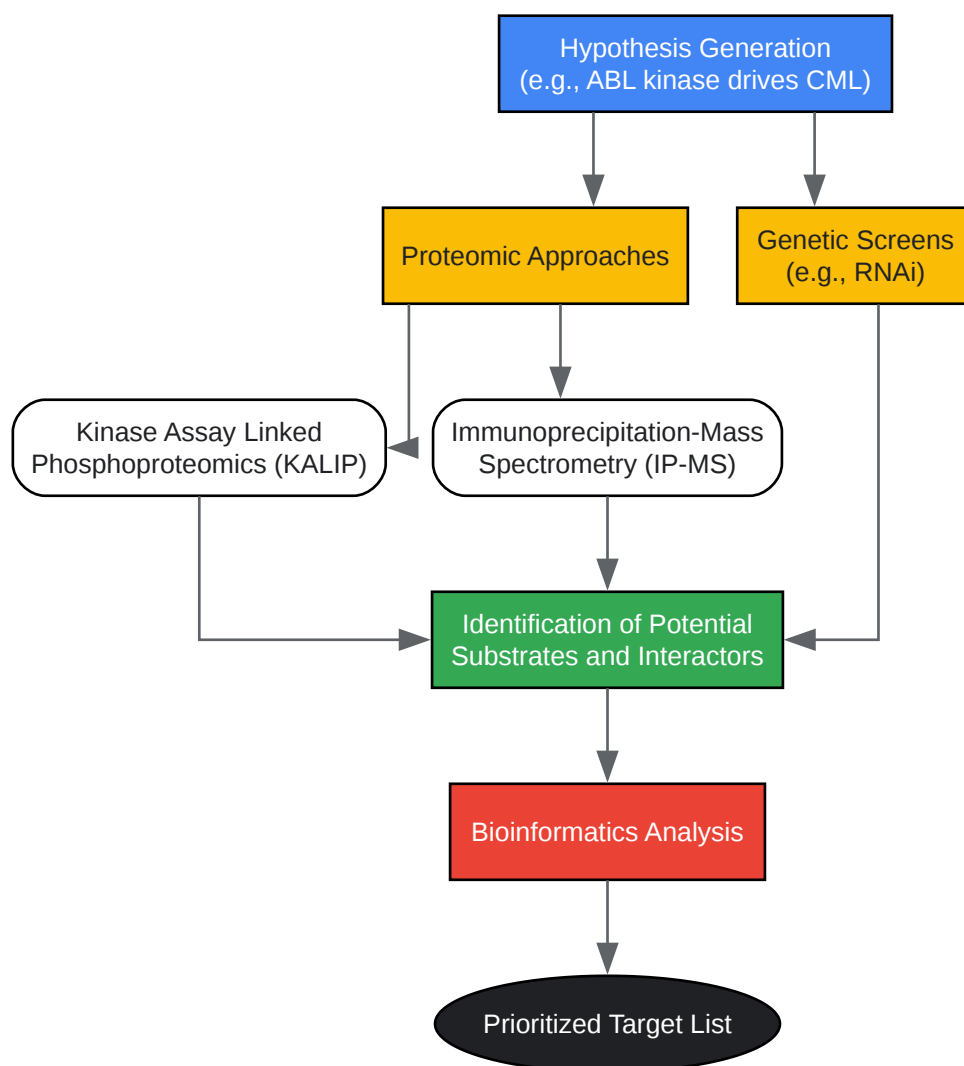 Hypothesis Generation
(e.g., ABL kinase drives CML)
Proteomic Approaches
Genetic Screens
(e.g., RNAi)
Kinase Assay Linked
Phosphoproteomics (KALIP)
Immunoprecipitation-Mass
Spectrometry (IP-MS)
Identification of Potential
Substrates and Interactors
Bioinformatics Analysis
Prioritized Target List